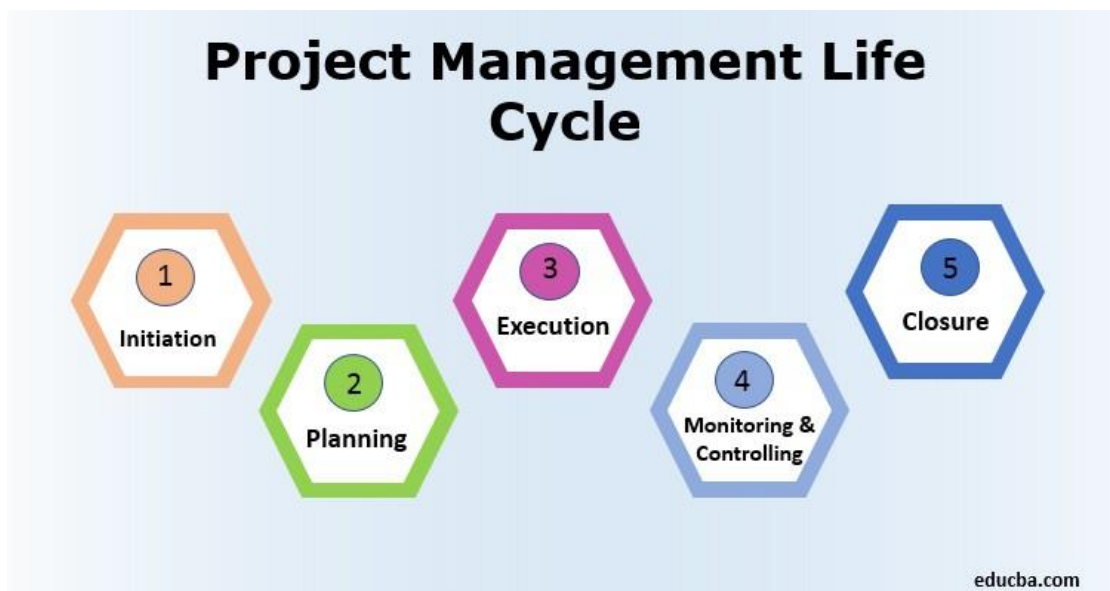 Project Management Life
Cycle
1
Initiation
2
Planning
3
Execution
4
Monitoring &
Controlling
5
Closure
educba.com